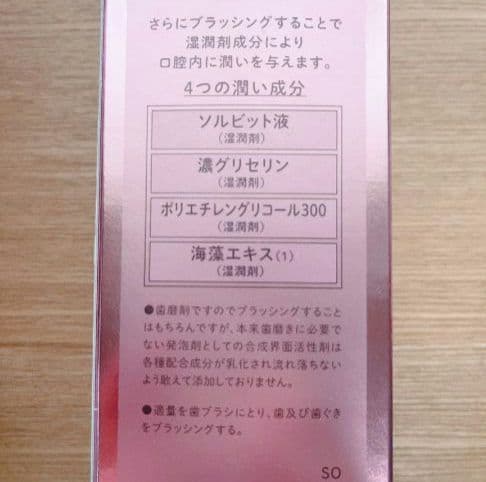 さらにブラッシングすることで
湿潤剤成分により
口腔内に潤いを与えます。
4つの潤い成分
ソルビット液
（湿潤剤）
濃グリセリン
（湿潤剤）
ポリエチレングリコール300
（湿潤剤）
海藻エキス（1）
（湿潤剤）
●歯磨剤ですのでブラッシングすること
はもちろんですが、本来歯磨きに必要で
ない発泡剤としての合成界面活性剤は
各種配合成分が乳化され流れ落ちない
よう敢えて添加しておりません。
●適量を歯ブラシにとり、歯及び歯ぐき
をブラッシングする。
SO